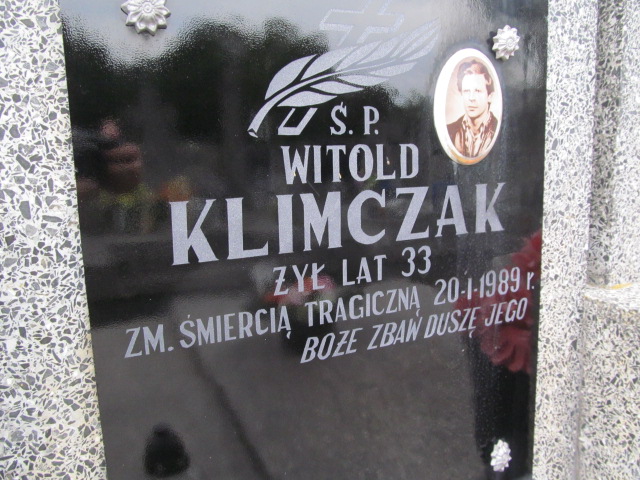 Ś. P.
WITOLD
KLIMCZAK
ŻYŁ LAT 33
ZM. ŚMIERCIĄ TRAGICZNĄ 20-I-1989 r.
BOŻE ZBAW DUSZĘ JEGO